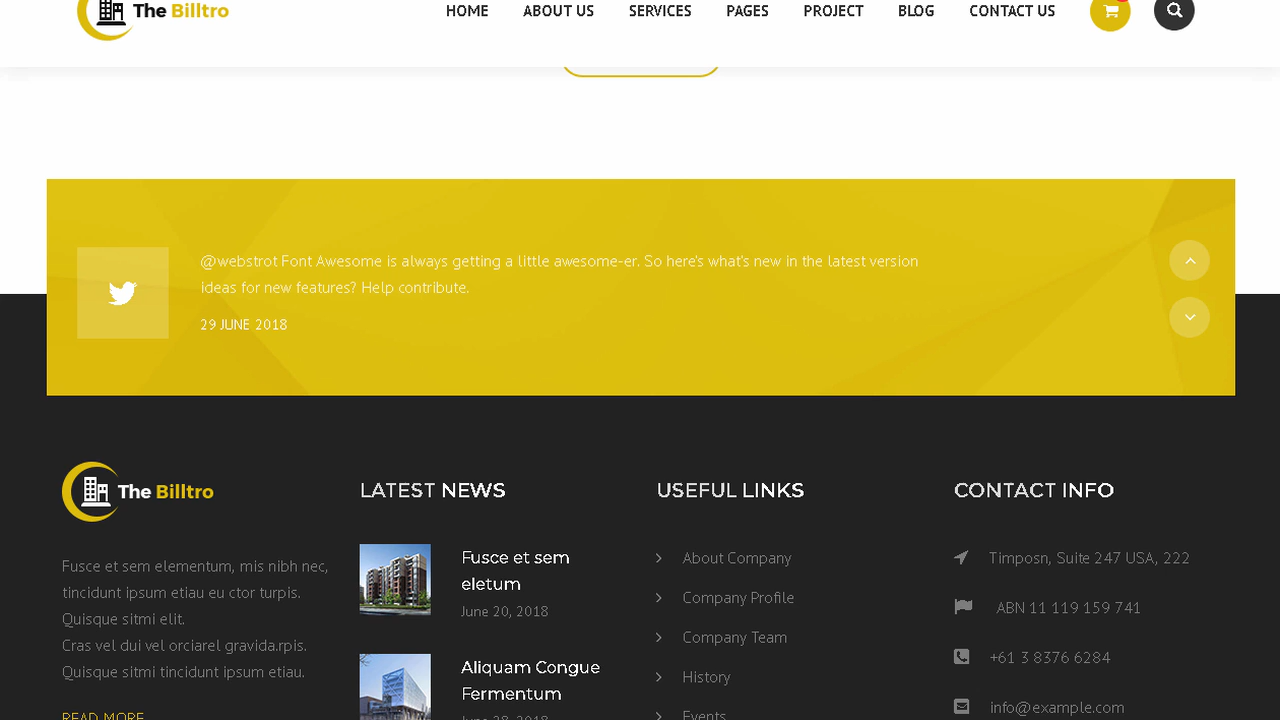 The Billtro
HOME ABOUT US SERVICES PAGES PROJECT BLOG CONTACT US
@webstrot Font Awesome is always getting a little awesome-er. So here's what's new in the latest version
ideas for new features? Help contribute.
29 JUNE 2018
The Billtro
Fusce et sem elementum, mis nibh nec,
tincidunt ipsum etiau eu ctor turpis.
Quisque sitmi elit.
Cras vel dui vel orciarel gravida.rpis.
Quisque sitmi tincidunt ipsum etiau.
READ MORE
LATEST NEWS
Fusce et sem
eletum
June 20, 2018
Aliquam Congue
Fermentum
June 28, 2018
USEFUL LINKS
About Company
Company Profile
Company Team
History
Events
CONTACT INFO
Timposn, Suite 247 USA, 222
ABN 11 119 159 741
+61 3 8376 6284
info@example.com